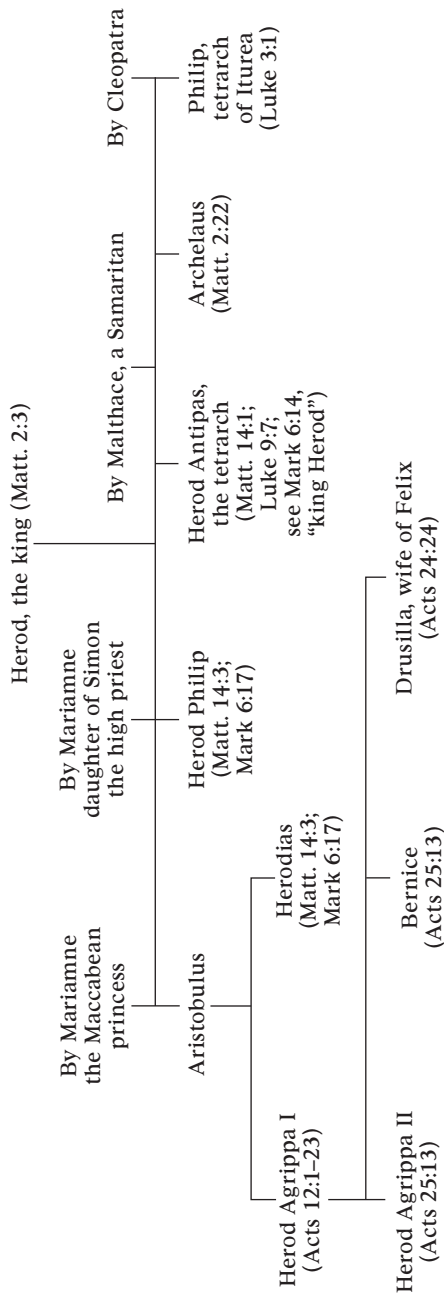 Herod, the king (Matt. 2:3)
By Mariamne
the Maccabean
princess
By Mariamne
daughter of Simon
the high priest
By Malthace, a Samaritan
By Cleopatra
Aristobulus
Herod Philip
(Matt. 14:3;
Mark 6:17)
Herod Antipas,
the tetrarch
(Matt. 14:1;
Luke 9:7;
see Mark 6:14,
“king Herod”)
Archelaus
(Matt. 2:22)
Philip,
tetrarch
of Iturea
(Luke 3:1)
Herod Agrippa I
(Acts 12:1–23)
Herodias
(Matt. 14:3;
Mark 6:17)
Herod Agrippa II
(Acts 25:13)
Bernice
(Acts 25:13)
Drusilla, wife of Felix
(Acts 24:24)